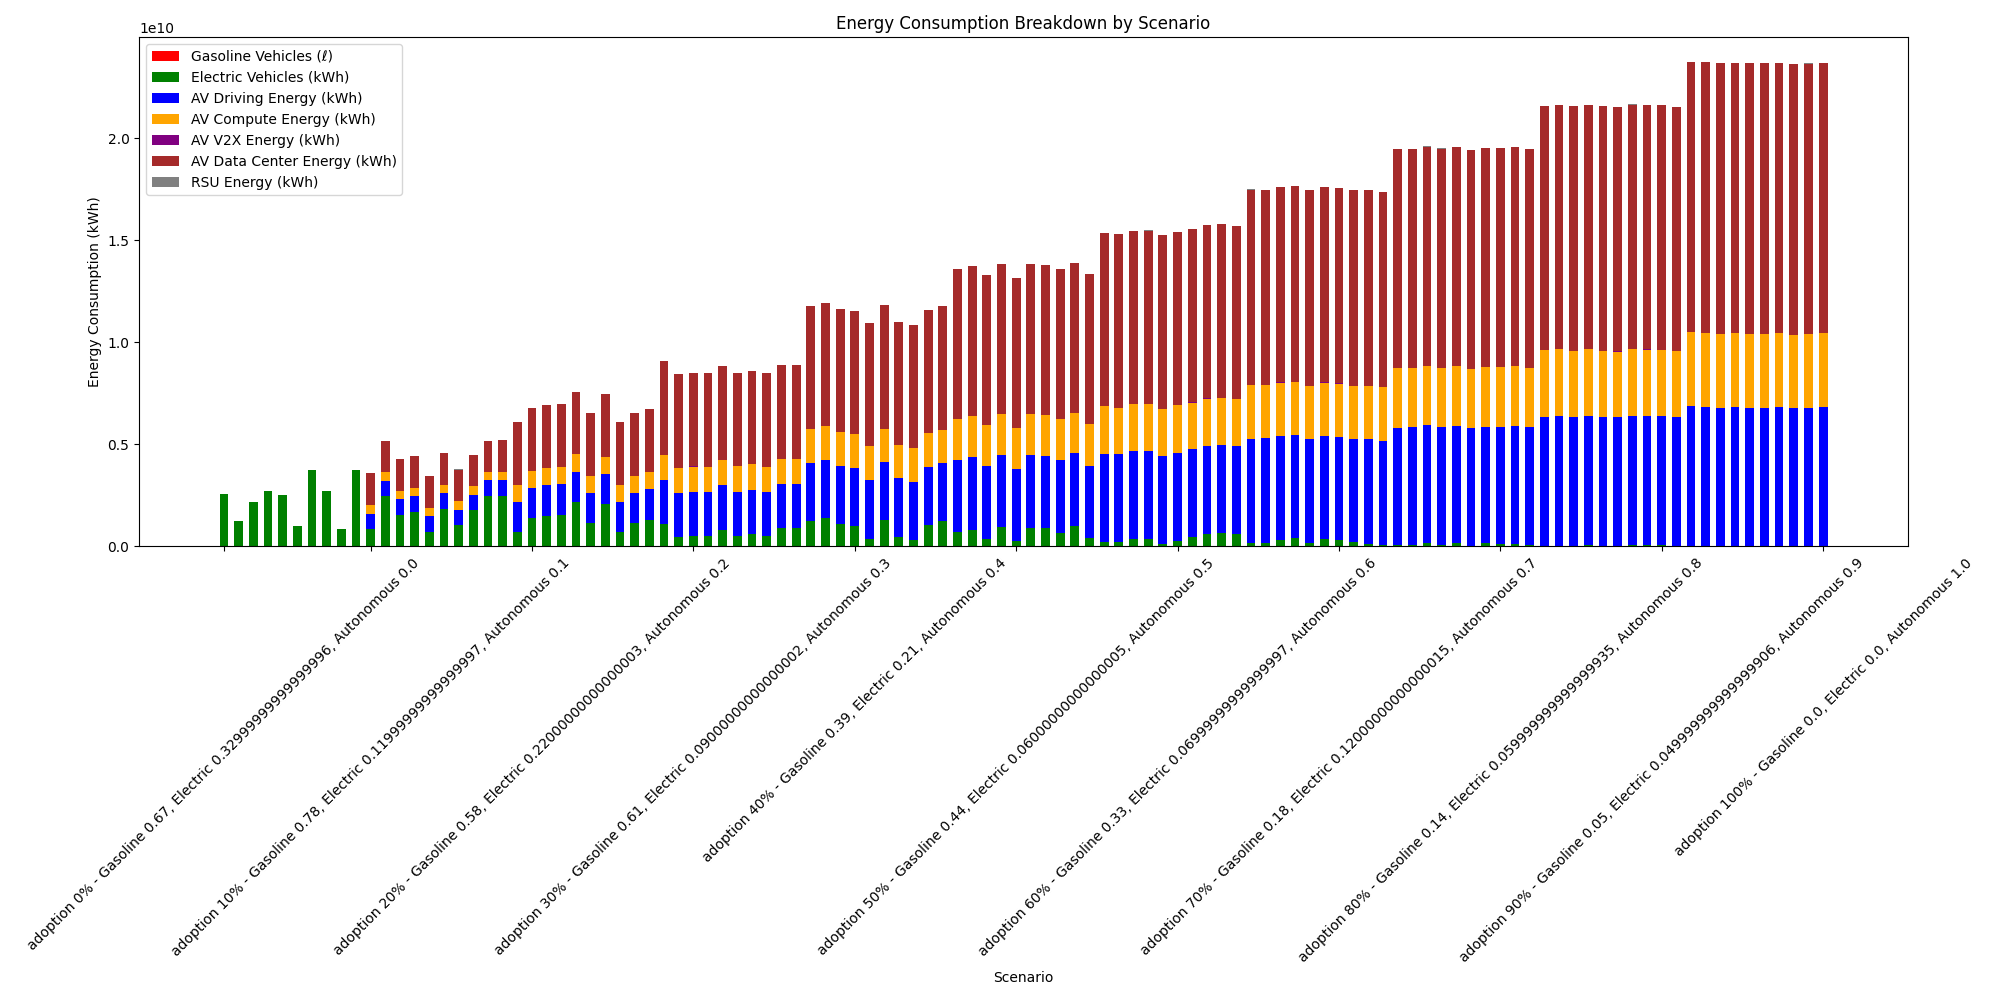 Energy Consumption Breakdown by Scenario
1e10
Gasoline Vehicles (ℓ)
Electric Vehicles (kWh)
AV Driving Energy (kWh)
AV Compute Energy (kWh)
AV V2X Energy (kWh)
AV Data Center Energy (kWh)
RSU Energy (kWh)
Energy Consumption (kWh)
2.0
1.5
1.0
0.5
0.0
adoption 0% - Gasoline 0.67, Electric 0.32999999999999996, Autonomous 0.0
adoption 10% - Gasoline 0.78, Electric 0.11999999999999997, Autonomous 0.1
adoption 20% - Gasoline 0.58, Electric 0.22000000000000003, Autonomous 0.2
adoption 30% - Gasoline 0.61, Electric 0.09000000000000002, Autonomous 0.3
adoption 40% - Gasoline 0.39, Electric 0.21, Autonomous 0.4
adoption 50% - Gasoline 0.44, Electric 0.06000000000000005, Autonomous 0.5
adoption 60% - Gasoline 0.33, Electric 0.06999999999999997, Autonomous 0.6
adoption 70% - Gasoline 0.18, Electric 0.12000000000000015, Autonomous 0.7
adoption 80% - Gasoline 0.14, Electric 0.059999999999999935, Autonomous 0.8
adoption 90% - Gasoline 0.05, Electric 0.049999999999999906, Autonomous 0.9
adoption 100% - Gasoline 0.0, Electric 0.0, Autonomous 1.0
Scenario